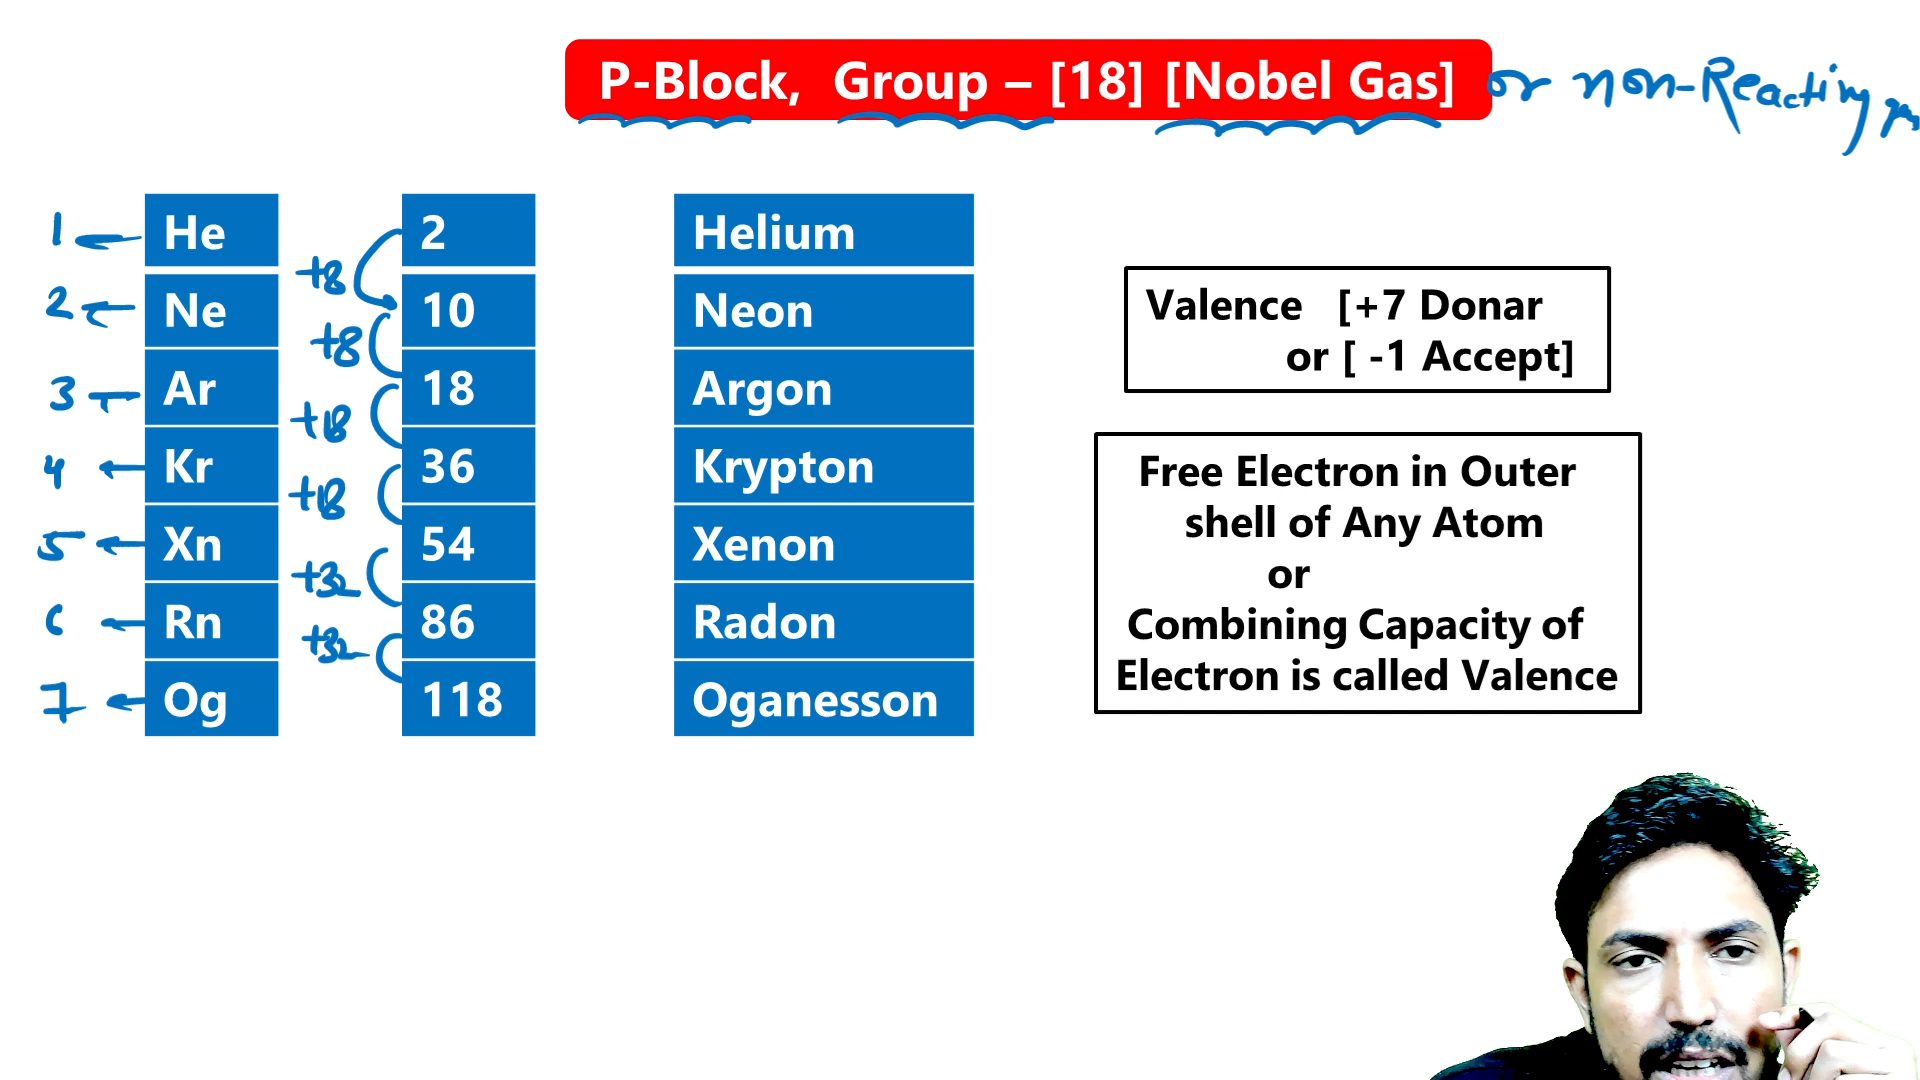 P-Block, Group – [18] [Nobel Gas] or non-Reacting
1 He +8 2 Helium
2 Ne +8 10 Neon
3 Ar +18 18 Argon
4 Kr +18 36 Krypton
5 Xn +32 54 Xenon
6 Rn +32 86 Radon
7 Og 118 Oganesson
Valence [+7 Donar
or [ -1 Accept]
Free Electron in Outer
shell of Any Atom
or
Combining Capacity of
Electron is called Valence